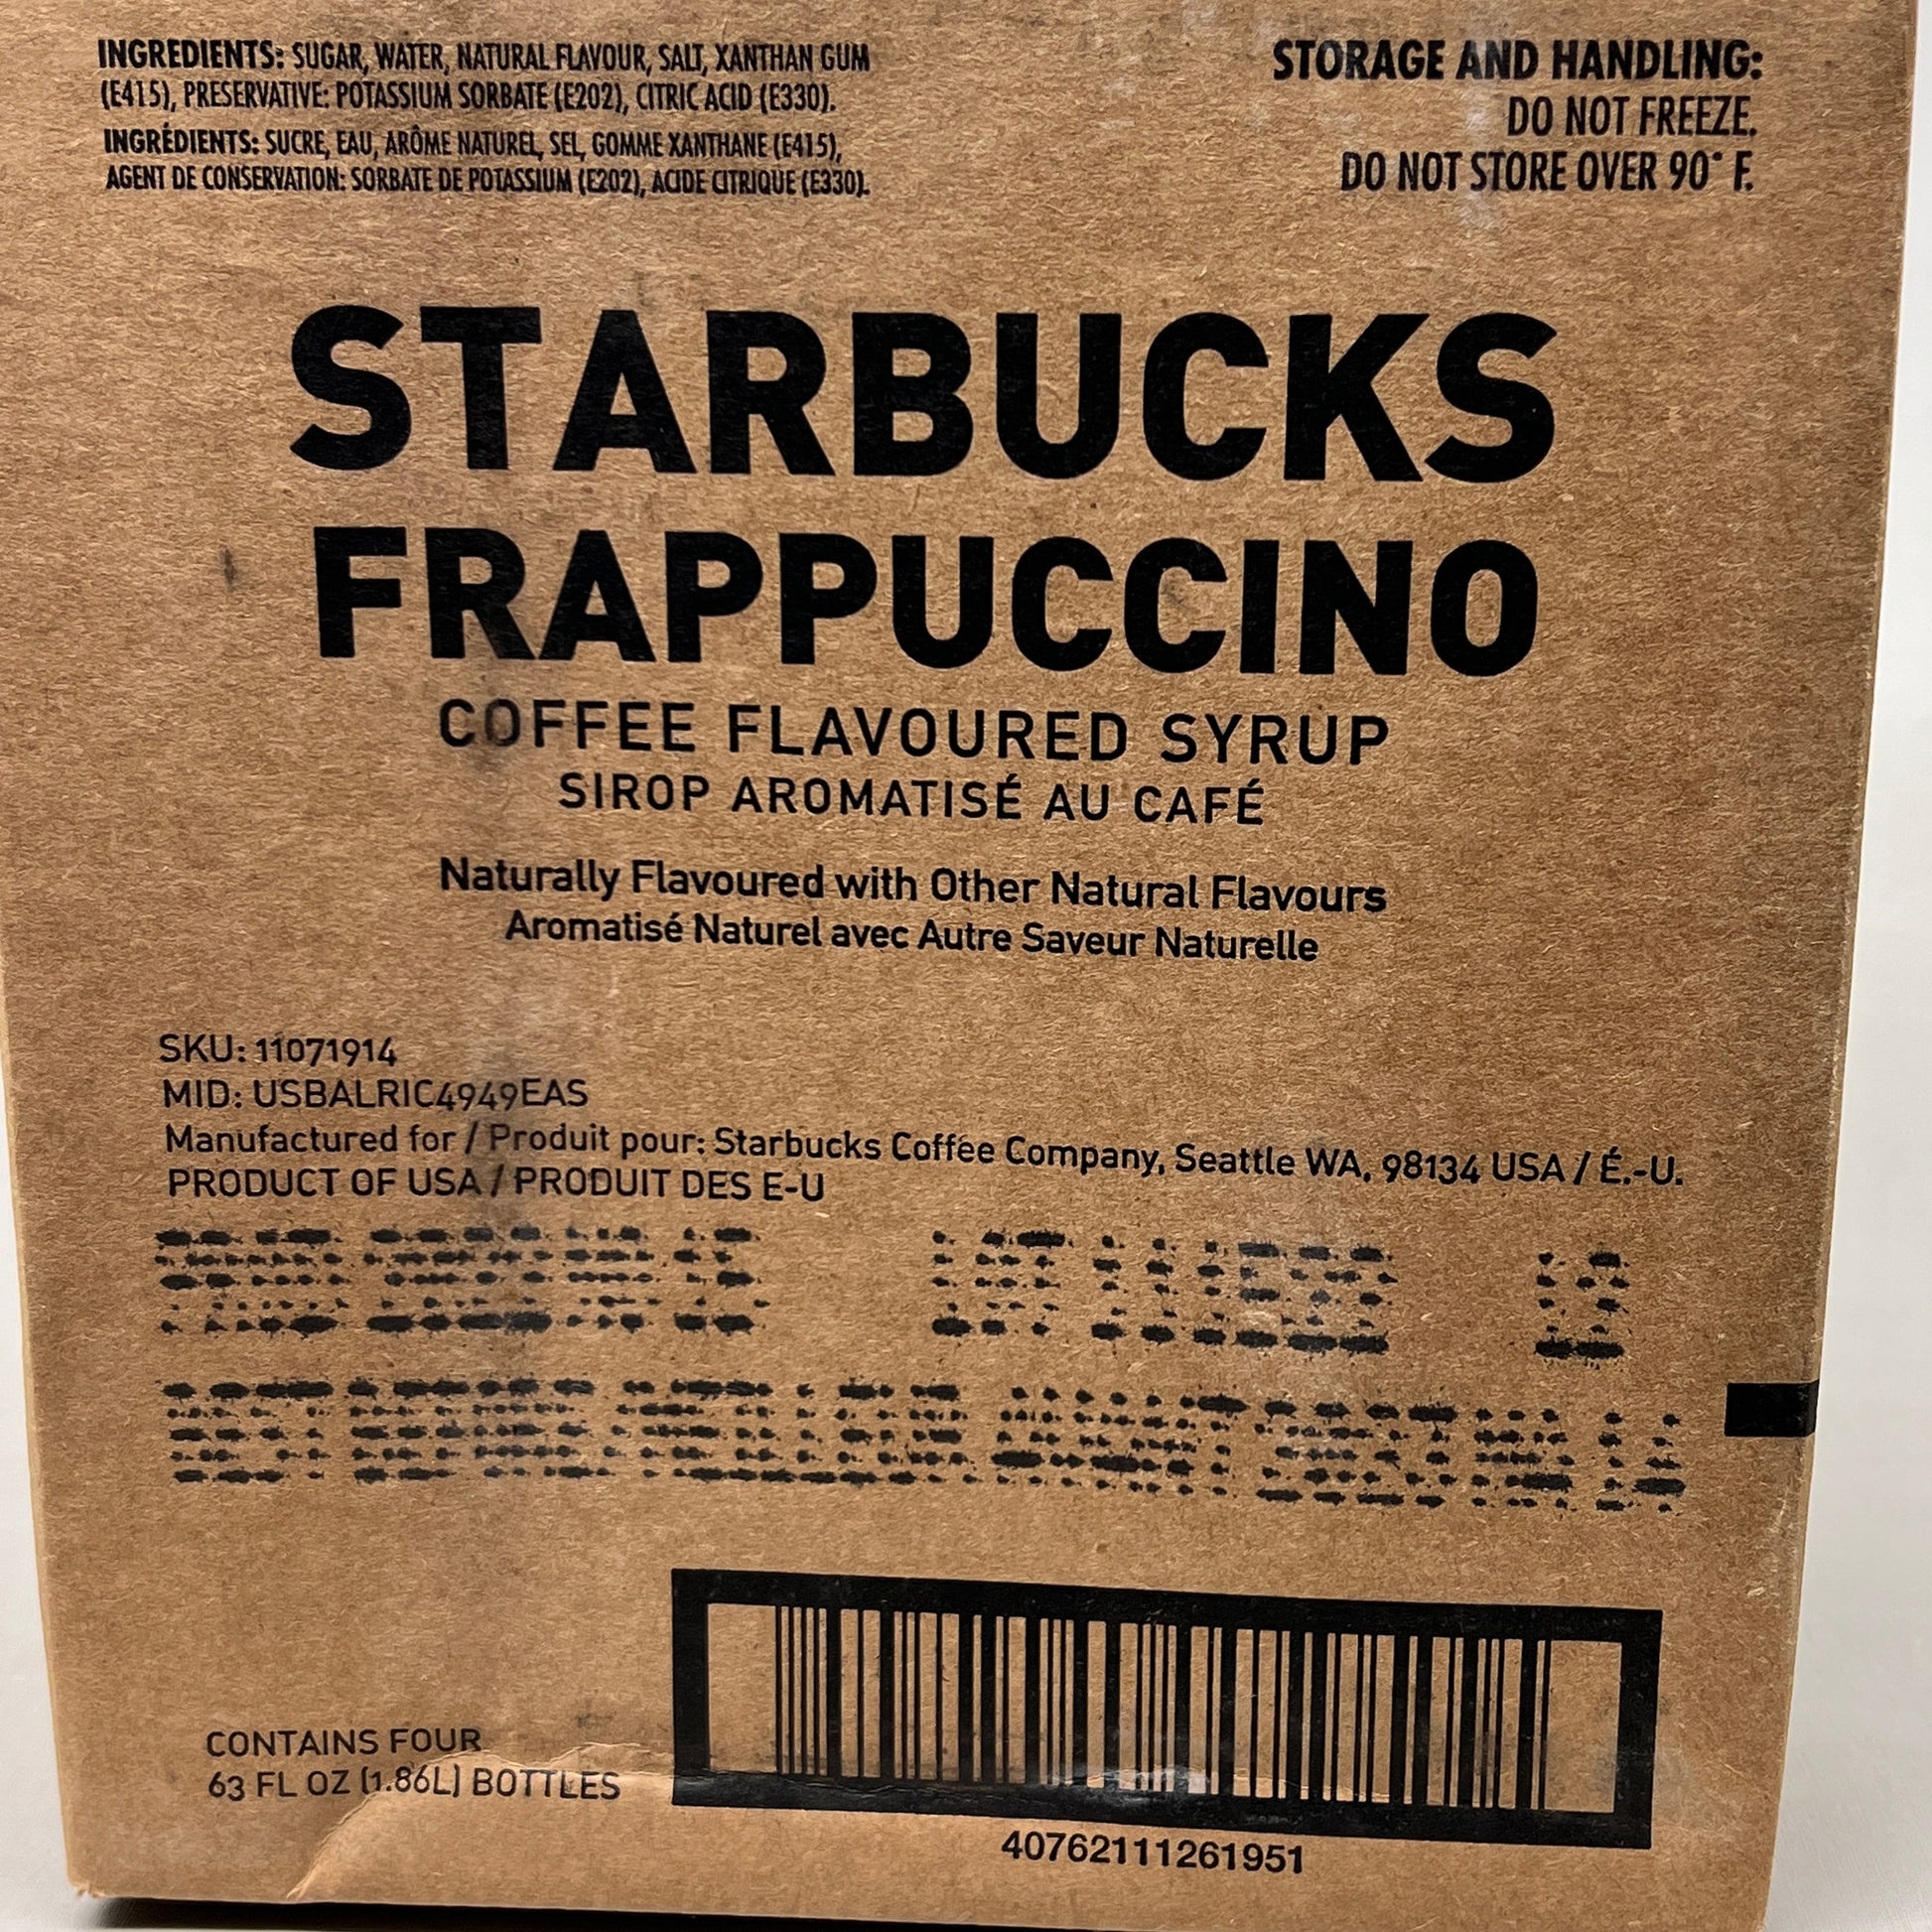 INGREDIENTS: SUGAR, WATER, NATURAL FLAVOUR, SALT, XANTHAN GUM
(E415), PRESERVATIVE: POTASSIUM SORBATE (E202), CITRIC ACID (E330).
INGRÉDIENTS: SUCRE, EAU, ARÔME NATUREL, SEL, GOMME XANTHANE (E415),
AGENT DE CONSERVATION: SORBATE DE POTASSIUM (E202), ACIDE CITRIQUE (E330).
STORAGE AND HANDLING:
DO NOT FREEZE.
DO NOT STORE OVER 90° F.
STARBUCKS
FRAPPUCCINO
COFFEE FLAVOURED SYRUP
SIROP AROMATISÉ AU CAFÉ
Naturally Flavoured with Other Natural Flavours
Aromatisé Naturel avec Autre Saveur Naturelle
SKU: 11071914
MID: USBALRIC4949EAS
Manufactured for / Produit pour: Starbucks Coffee Company, Seattle WA, 98134 USA / É.-U.
PRODUCT OF USA / PRODUIT DES E-U
CONTAINS FOUR
63 FL OZ (1.86L) BOTTLES
40762111261951